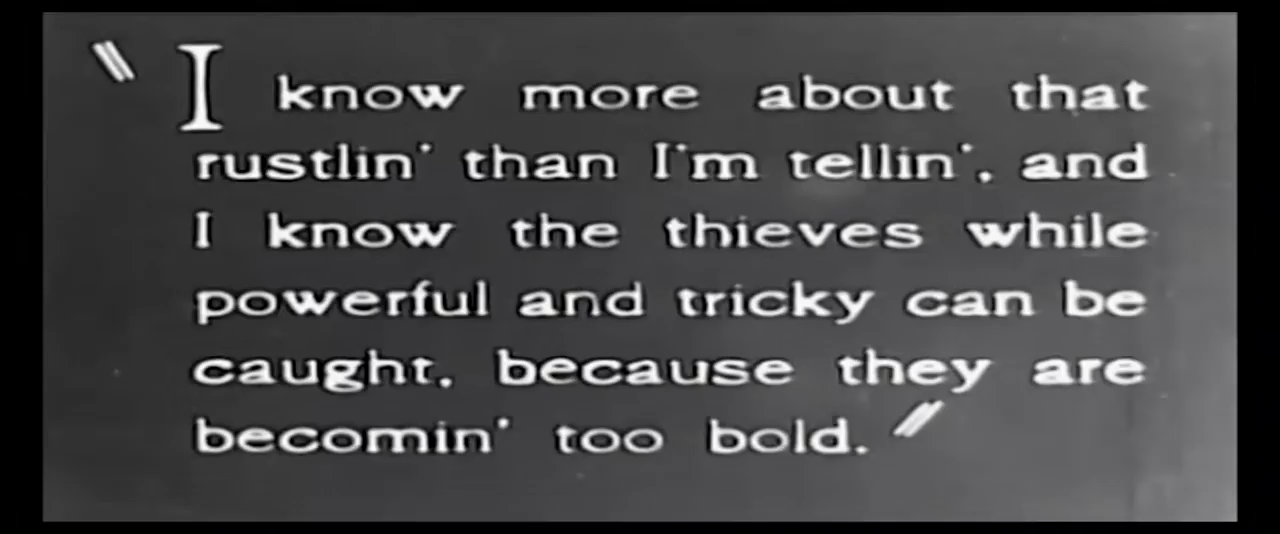 "I know more about that
rustlin' than I'm tellin', and
I know the thieves while
powerful and tricky can be
caught, because they are
becomin' too bold."